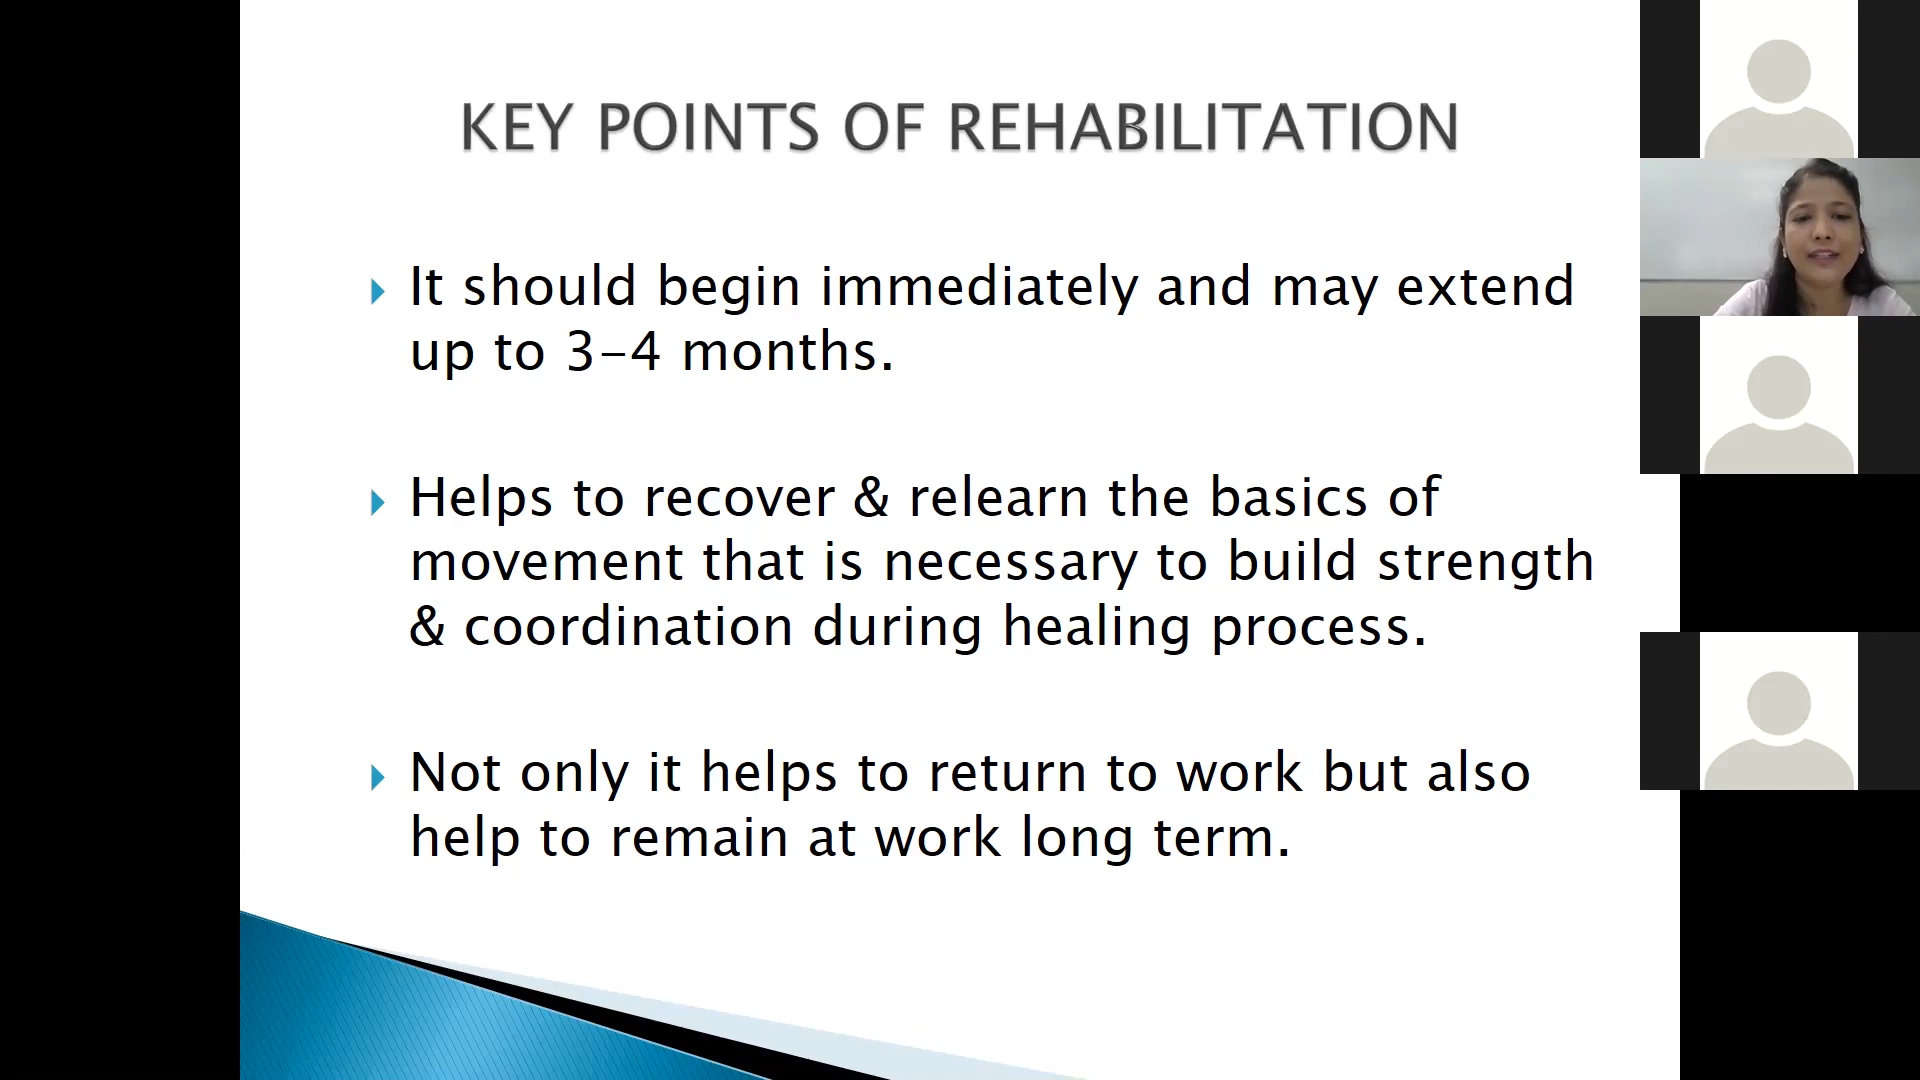 KEY POINTS OF REHABILITATION
It should begin immediately and may extend
up to 3-4 months.
Helps to recover & relearn the basics of
movement that is necessary to build strength
& coordination during healing process.
Not only it helps to return to work but also
help to remain at work long term.